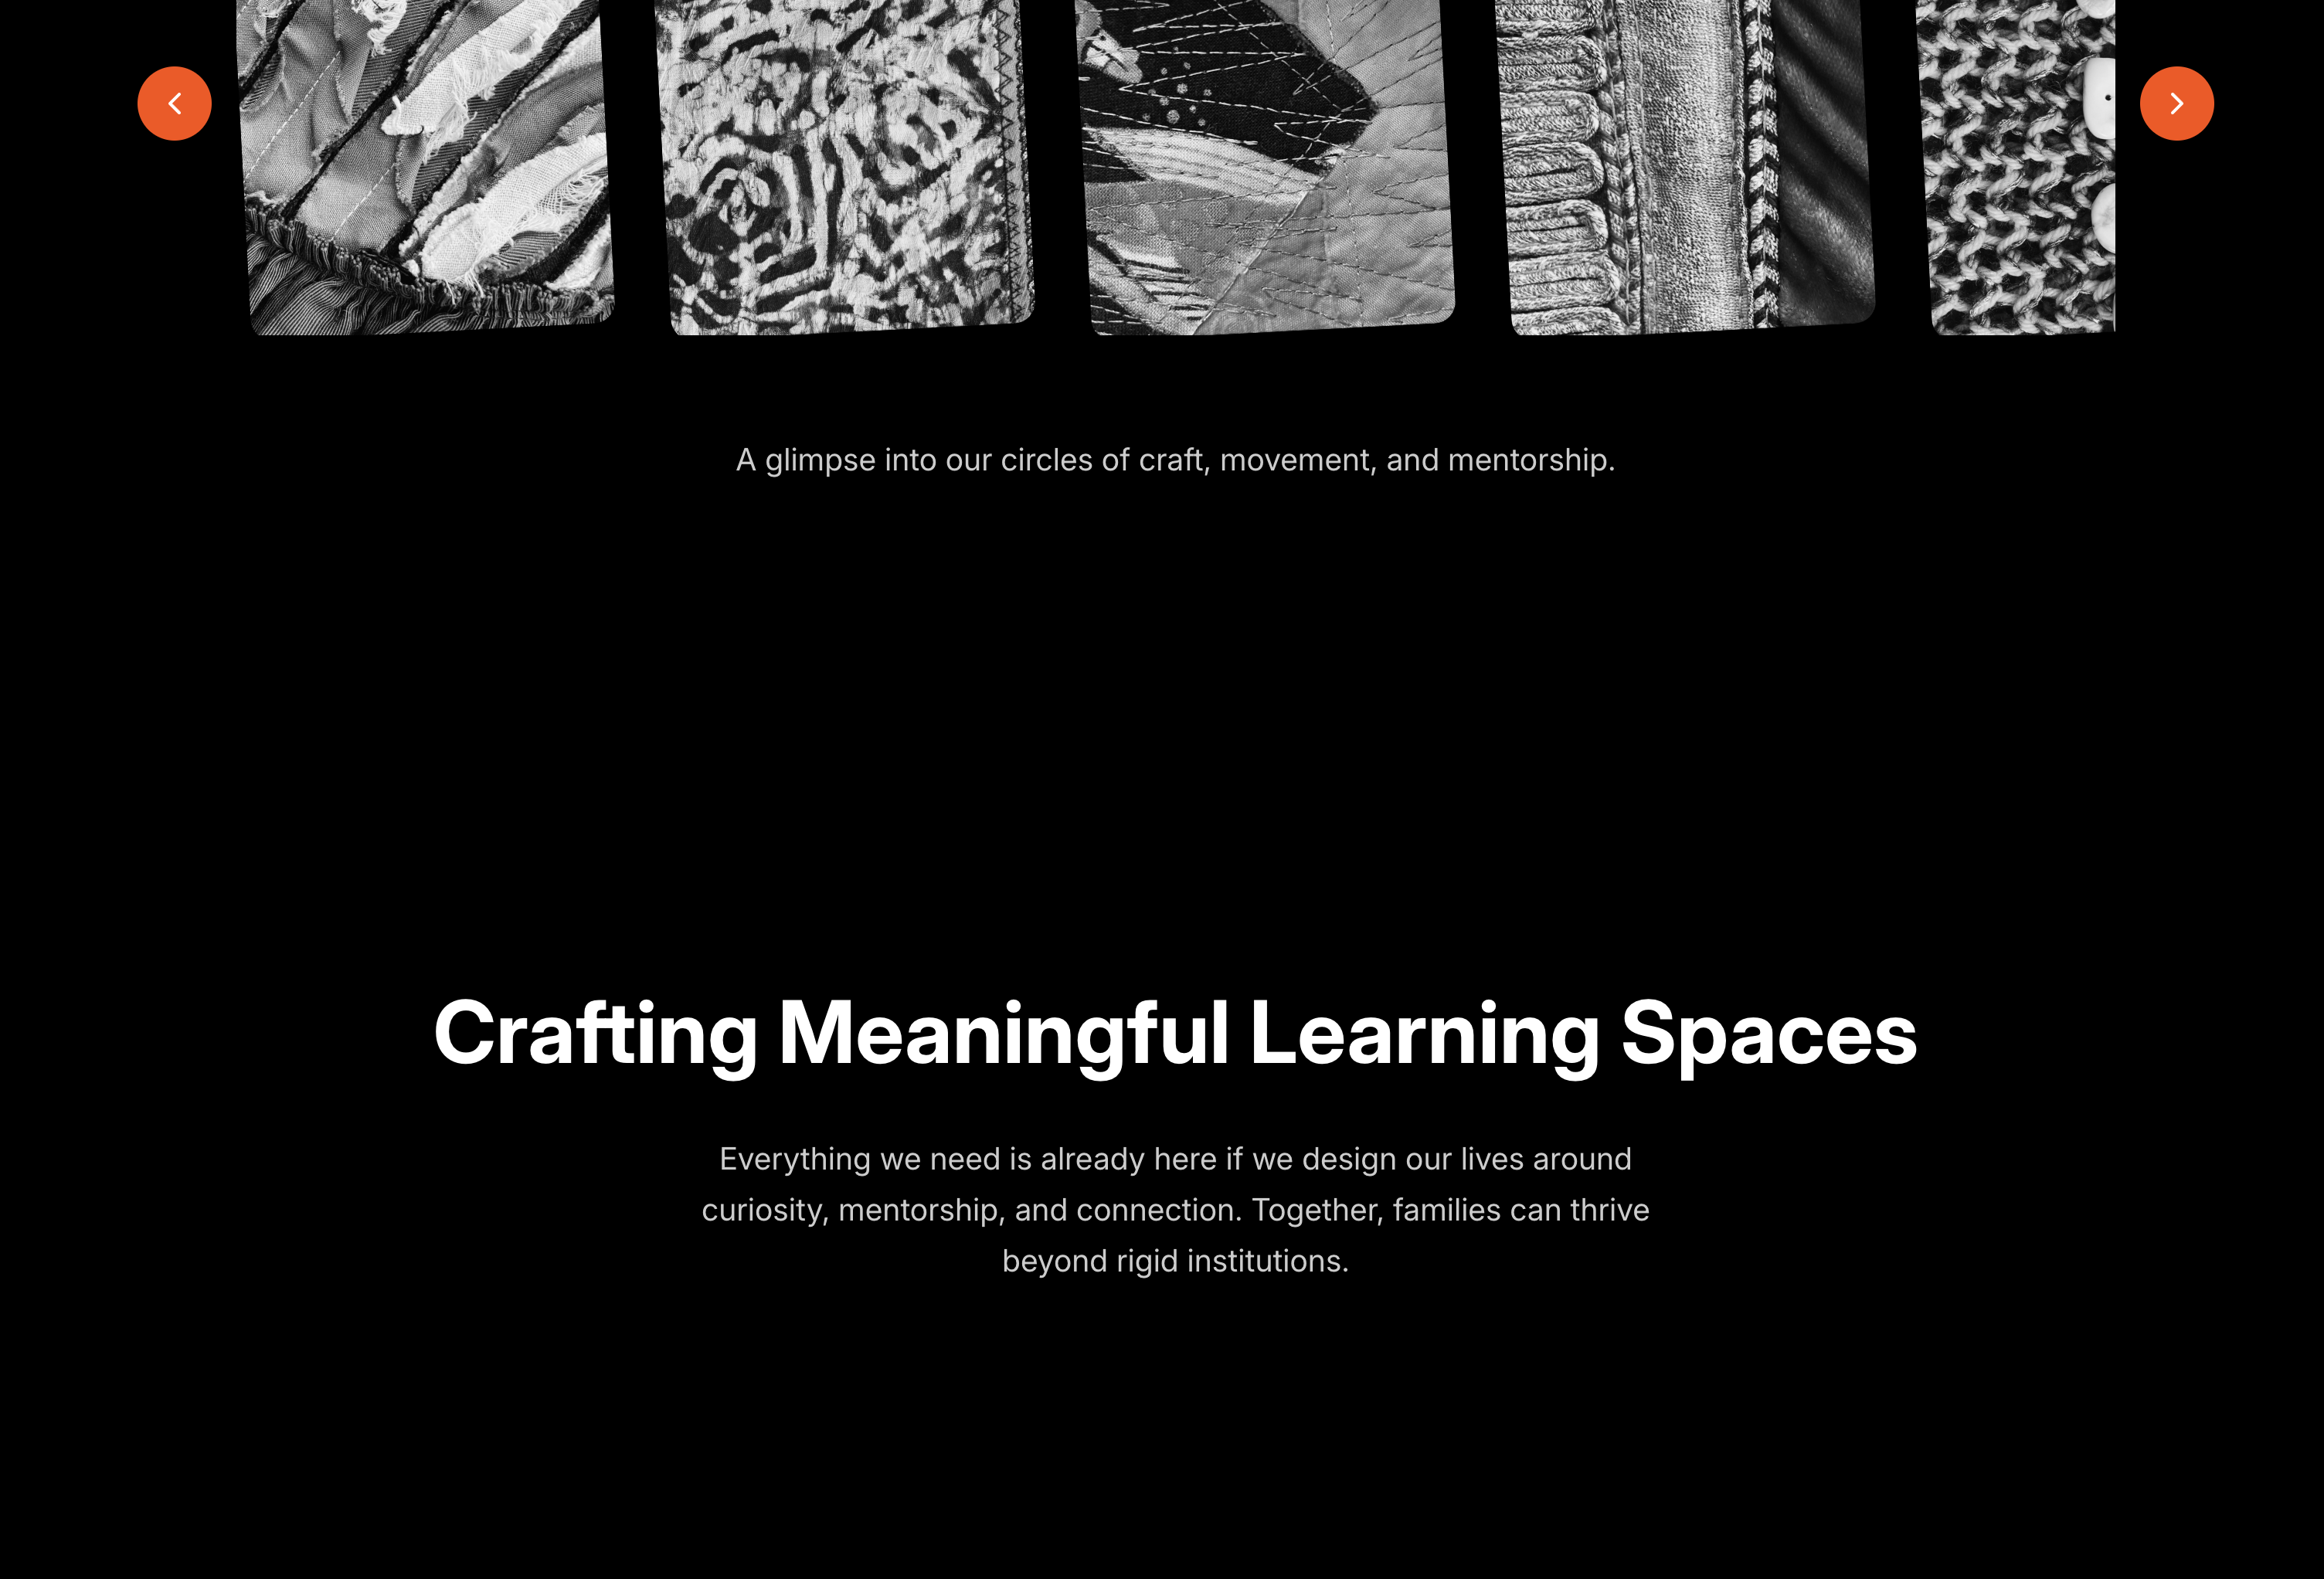 A glimpse into our circles of craft, movement, and mentorship.
Crafting Meaningful Learning Spaces
Everything we need is already here if we design our lives around
curiosity, mentorship, and connection. Together, families can thrive
beyond rigid institutions.